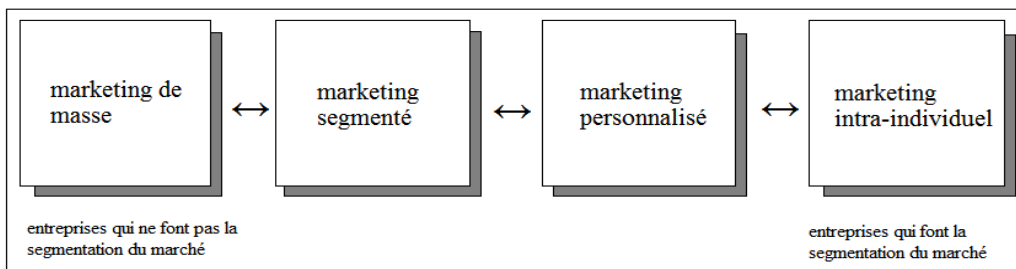 marketing de
masse
marketing
segmenté
marketing
personnalisé
marketing
intra-individuel
entreprises qui ne font pas la
segmentation du marché
entreprises qui font la
segmentation du marché